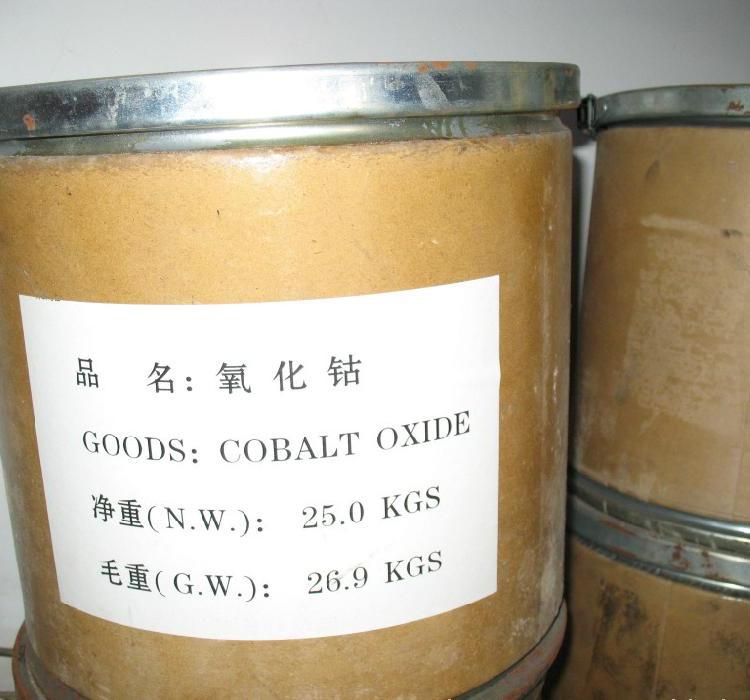 品 名: 氧 化 钴
GOODS: COBALT OXIDE
净重(N.W.): 25.0 KGS
毛重(G.W.): 26.9 KGS